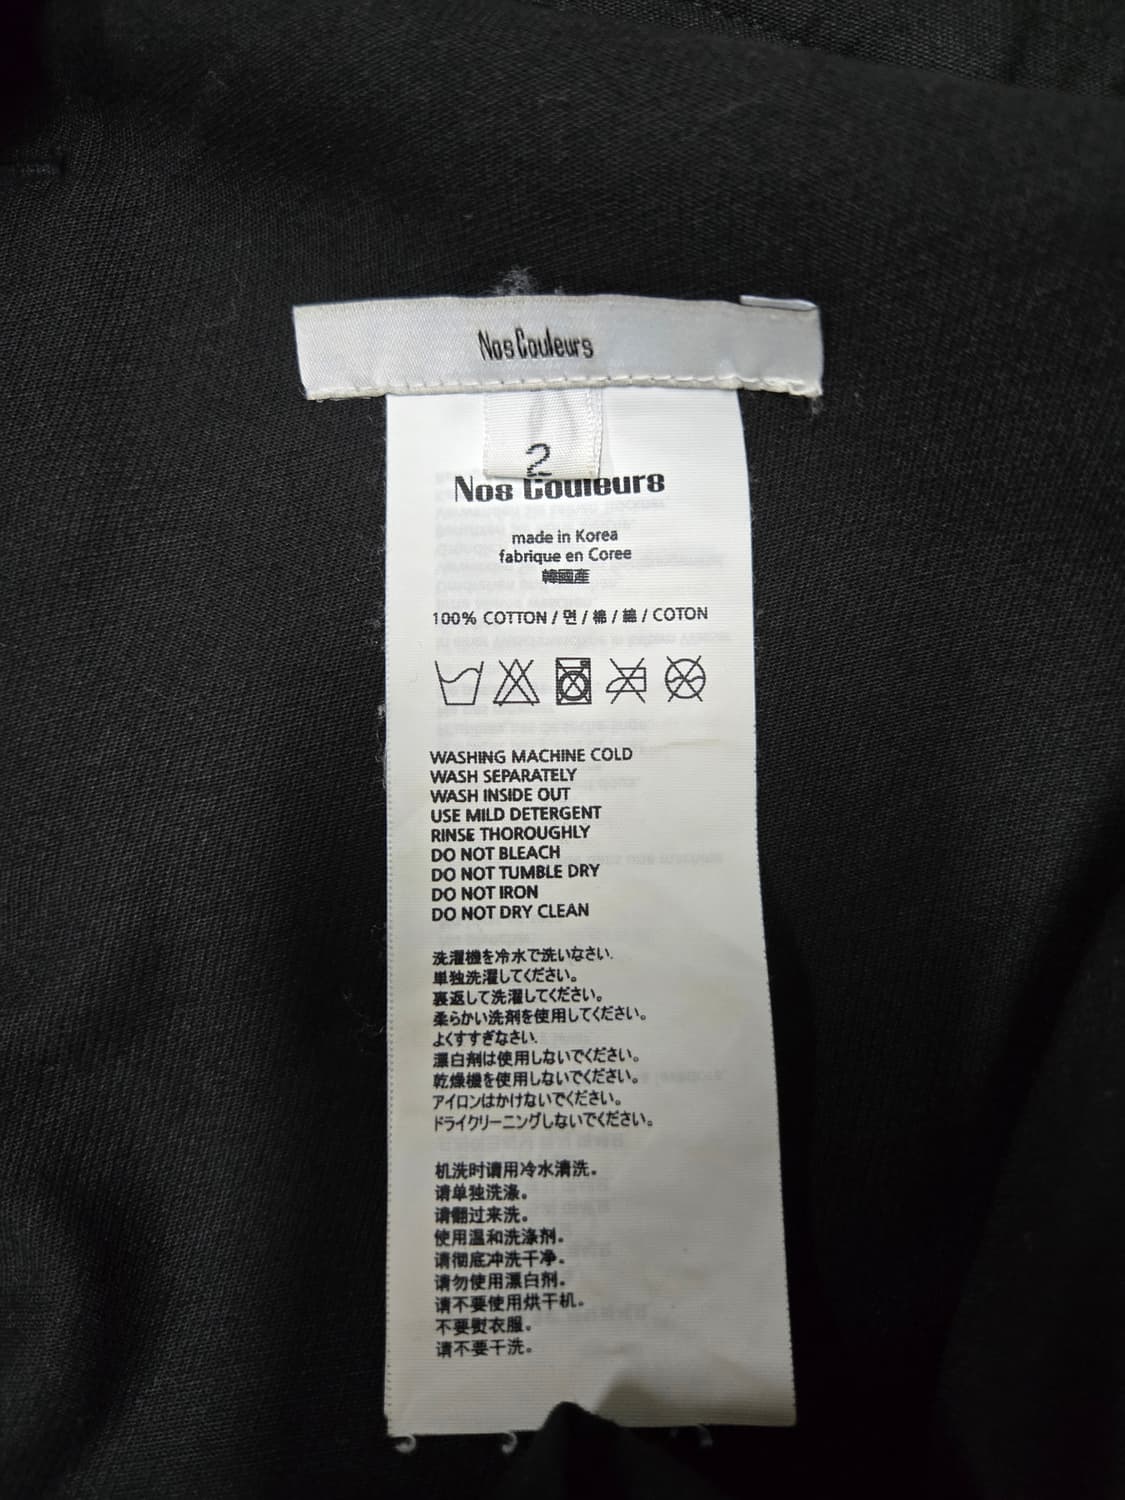 Nos Couleurs
2
Nos Couleurs
made in Korea
fabrique en Coree
韓國產
100% COTTON / 면 / 棉 / 綿 / COTON
WASHING MACHINE COLD
WASH SEPARATELY
WASH INSIDE OUT
USE MILD DETERGENT
RINSE THOROUGHLY
DO NOT BLEACH
DO NOT TUMBLE DRY
DO NOT IRON
DO NOT DRY CLEAN
洗濯機を冷水で洗いなさい.
単独洗濯してください。
裏返して洗濯してください。
柔らかい洗剤を使用してください。
よくすすぎなさい.
漂白剤は使用しないでください。
乾燥機を使用しないでください。
アイロンはかけないでください。
ドライクリーニングしないでください。
机洗时请用冷水清洗。
请单独洗涤。
请翻过来洗。
使用温和洗涤剂。
请彻底冲洗干净。
请勿使用漂白剂。
请不要使用烘干机。
不要熨衣服。
请不要干洗。